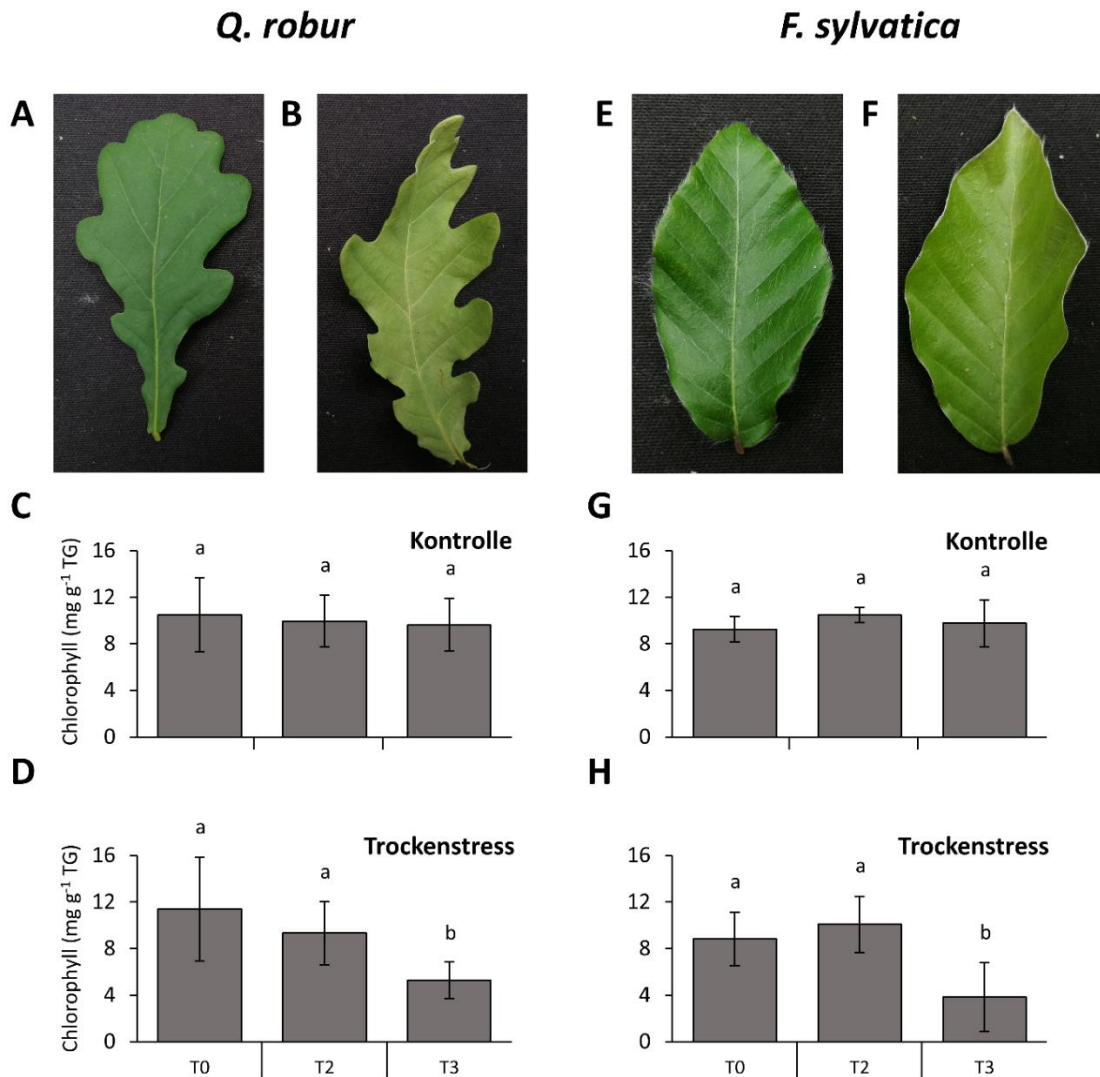 Q. robur
F. sylvatica
A
B
E
F
C
Kontrolle
Chlorophyll (mg g⁻¹ TG)
16
12
8
4
0
a
a
a
G
Kontrolle
16
12
8
4
0
a
a
a
D
Trockenstress
Chlorophyll (mg g⁻¹ TG)
16
12
8
4
0
a
a
b
T0
T2
T3
H
Trockenstress
16
12
8
4
0
a
a
b
T0
T2
T3